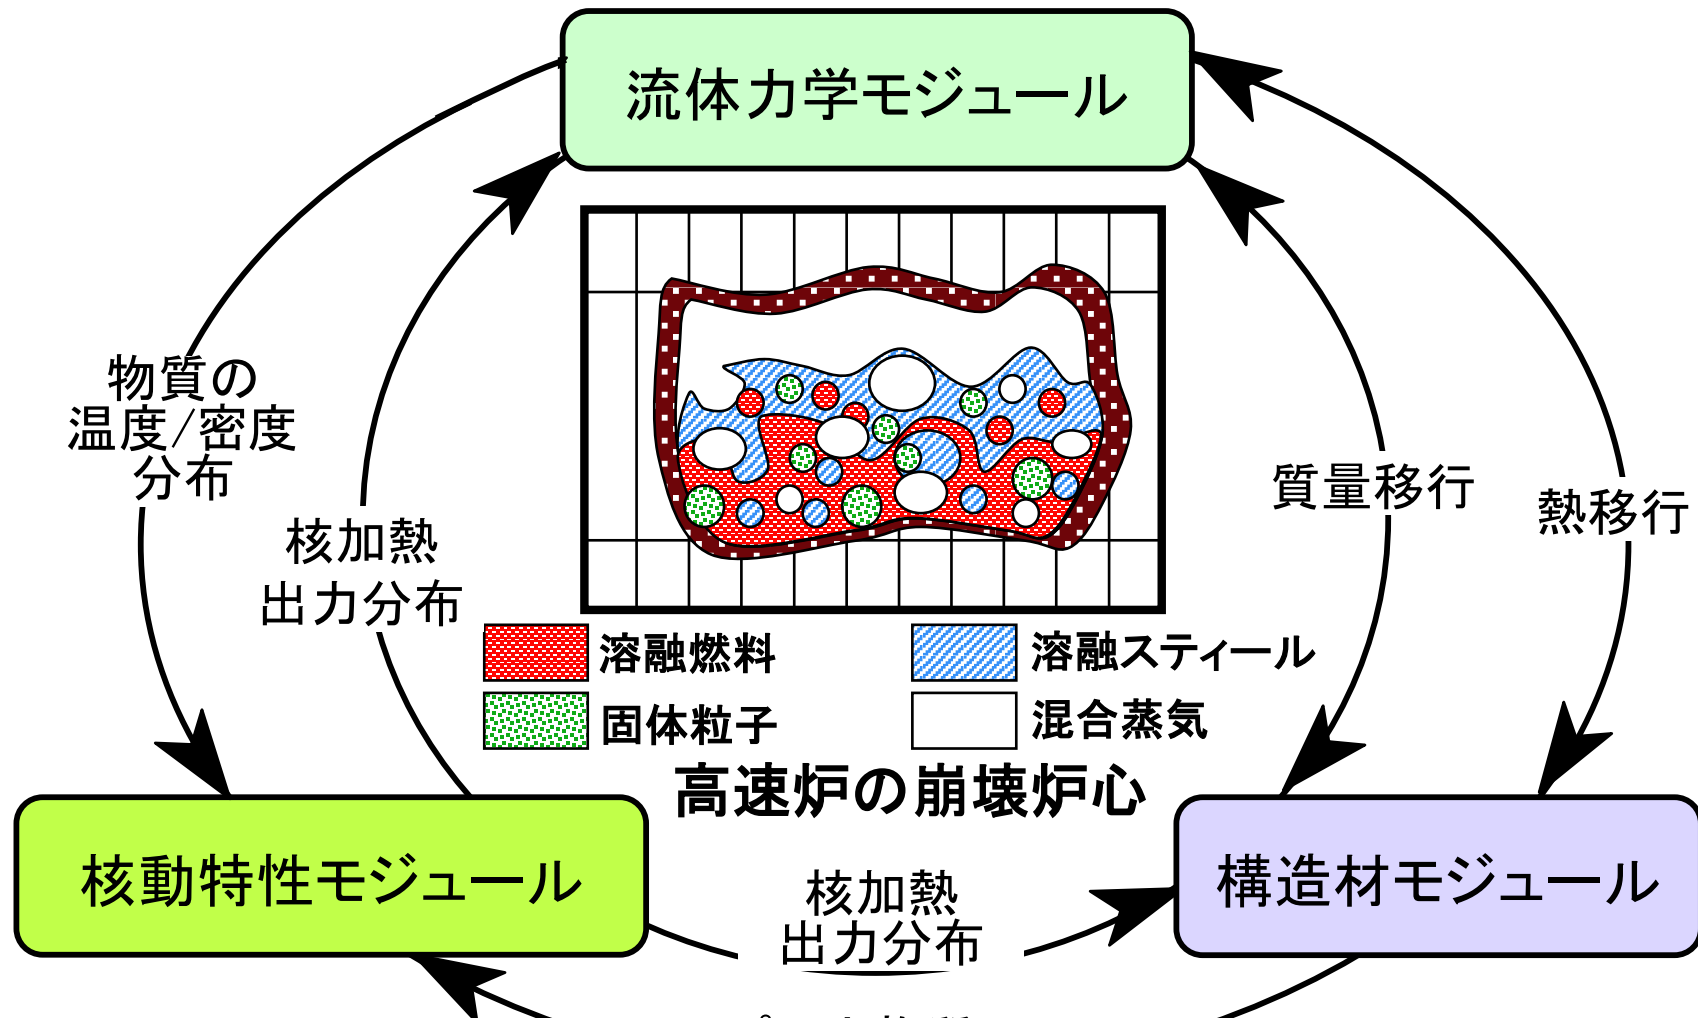 流体力学モジュール
物質の
温度/密度
分布
核加熱
出力分布
質量移行
熱移行
溶融燃料
溶融スティール
固体粒子
混合蒸気
高速炉の崩壊炉心
核動特性モジュール
核加熱
出力分布
構造材モジュール